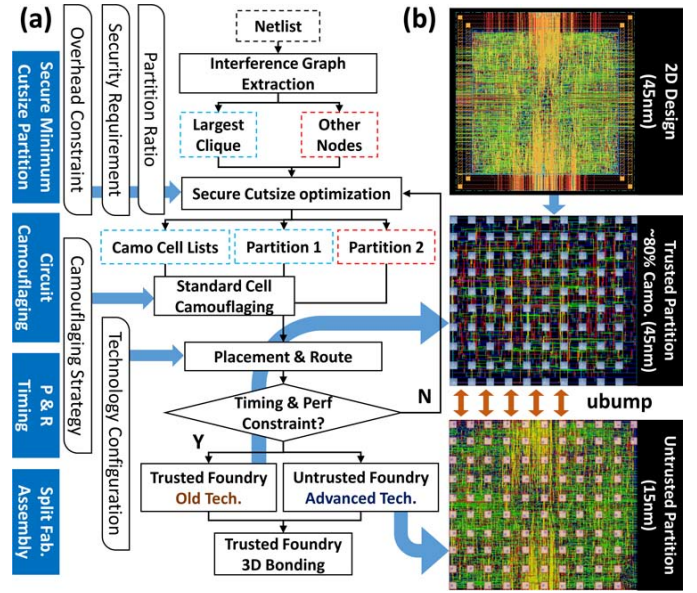 (a)
Secure Minimum
Cutsize Partition
Circuit
Camouflaging
P & R
Timing
Split Fab.
Assembly
Overhead Constraint
Security Requirement
Partition Ratio
Camouflaging Strategy
Technology Configuration
Netlist
Interference Graph
Extraction
Largest
Clique
Other
Nodes
Secure Cutsize optimization
Camo Cell Lists
Partition 1
Partition 2
Standard Cell
Camouflaging
Placement & Route
Timing & Perf
Constraint?
N
Y
Trusted Foundry
Old Tech.
Untrusted Foundry
Advanced Tech.
Trusted Foundry
3D Bonding
(b)
2D Design
(45nm)
Trusted Partition
~80% Camo. (45nm)
ubump
Untrusted Partition
(15nm)